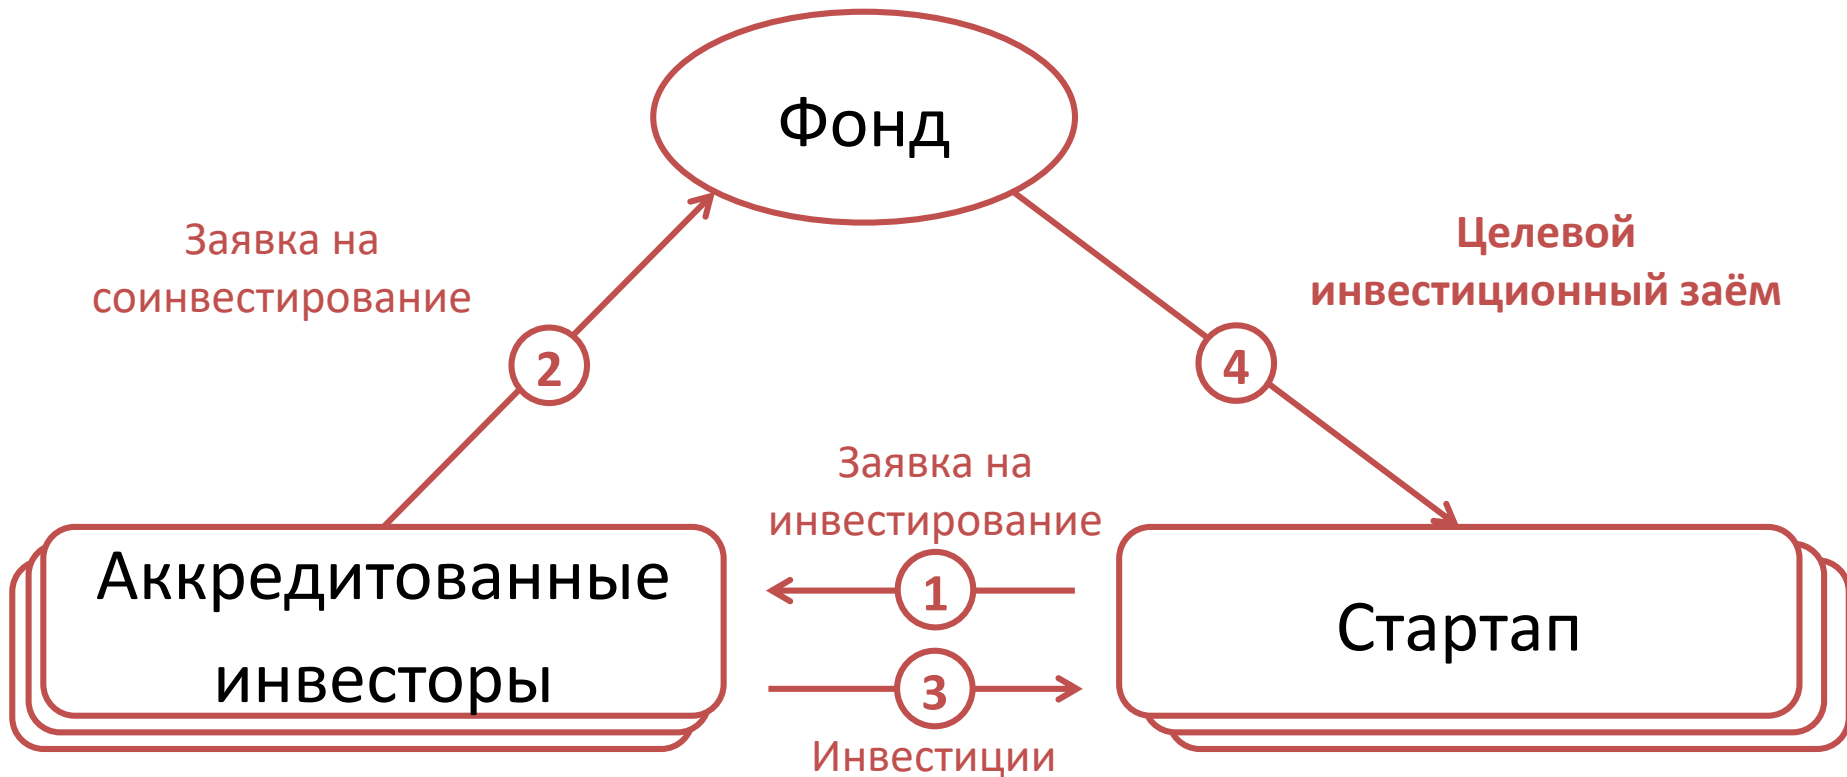 Фонд
Заявка на
соинвестирование
Целевой
инвестиционный заём
2
4
Заявка на
инвестирование
1
Аккредитованные
инвесторы
Стартап
3
Инвестиции